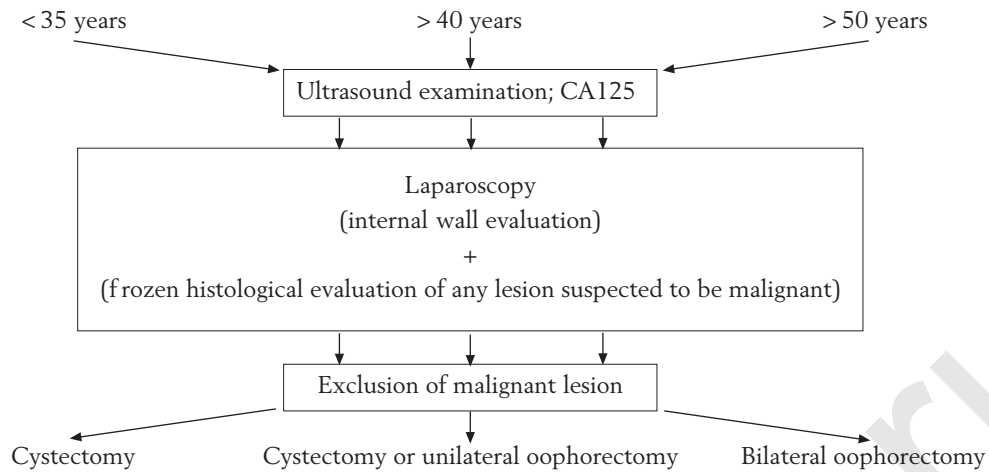 < 35 years > 40 years > 50 years
Ultrasound examination; CA125
Laparoscopy
(internal wall evaluation)
+
(frozen histological evaluation of any lesion suspected to be malignant)
Exclusion of malignant lesion
Cystectomy Cystectomy or unilateral oophorectomy Bilateral oophorectomy